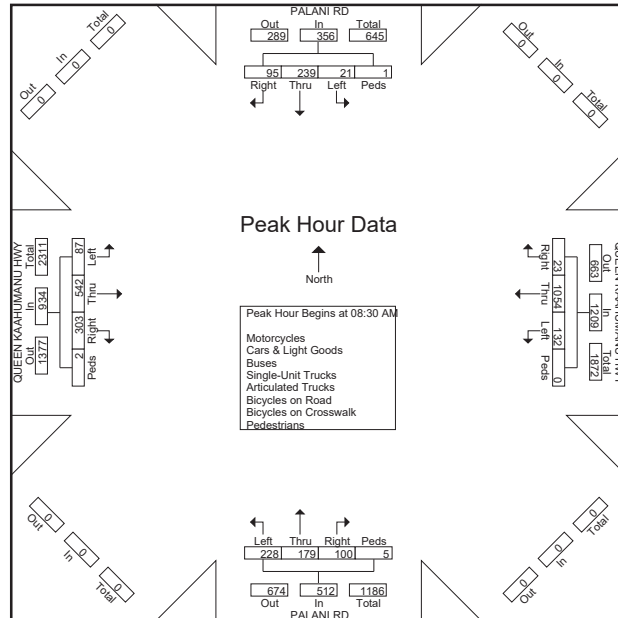 PALANI RD
Out In Total
289 356 645
95 239 21 1
Right Thru Left Peds
Total
0
In
0
Out
0
Out
0
In
0
Total
0
QUEEN KAAHUMANU HWY
Total In Out
2311 934 1377
87 542 303 2
Left Thru Right Peds
Peak Hour Data
North
Peak Hour Begins at 08:30 AM
Motorcycles
Cars & Light Goods
Buses
Single-Unit Trucks
Articulated Trucks
Bicycles on Road
Bicycles on Crosswalk
Pedestrians
Right Thru Left Peds
23 1054 132 0
Out In Total
663 1209 1872
QUEEN KAAHUMANU HWY
0
Out
0
In
0
Total
0
Total
0
In
0
Out
Left Thru Right Peds
228 179 100 5
674 512 1186
Out In Total
PALANI RD